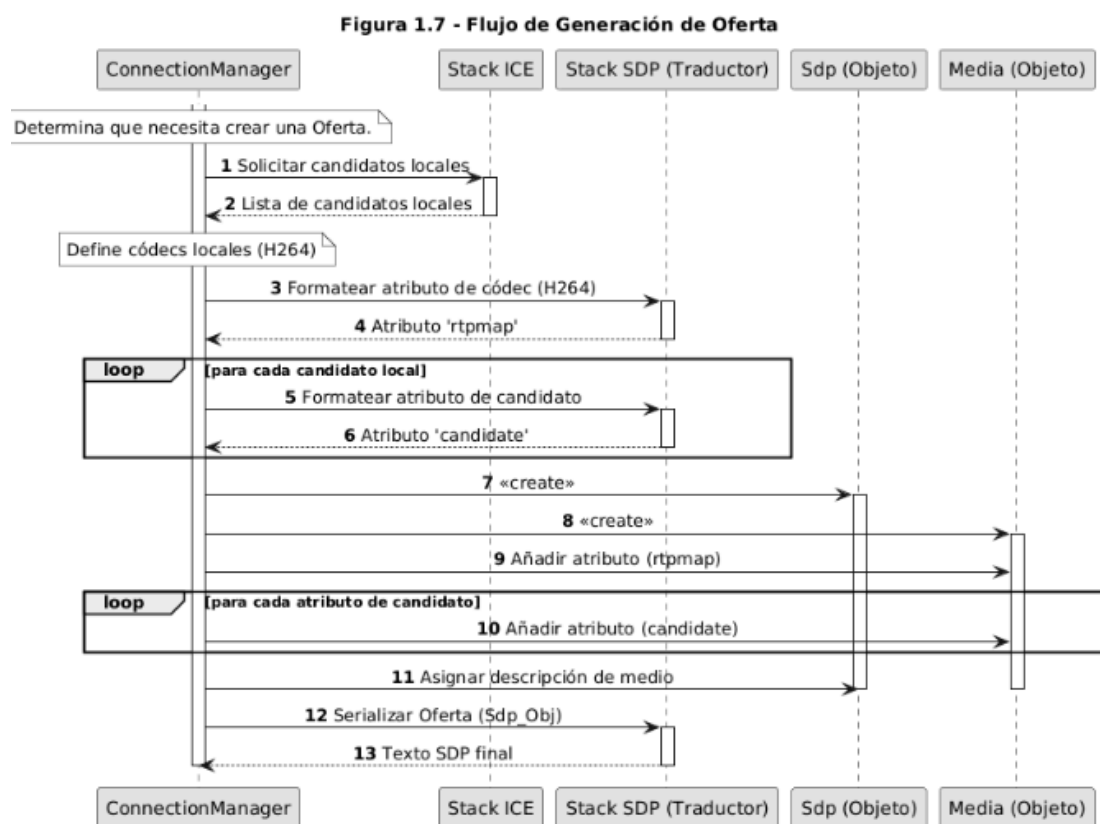 Figura 1.7 - Flujo de Generación de Oferta
ConnectionManager
Stack ICE
Stack SDP (Traductor)
Sdp (Objeto)
Media (Objeto)
Determina que necesita crear una Oferta.
1 Solicitar candidatos locales
2 Lista de candidatos locales
Define códecs locales (H264)
3 Formatear atributo de códec (H264)
4 Atributo 'rtpmap'
loop [para cada candidato local]
5 Formatear atributo de candidato
6 Atributo 'candidate'
7 «create»
8 «create»
9 Añadir atributo (rtpmap)
loop [para cada atributo de candidato]
10 Añadir atributo (candidate)
11 Asignar descripción de medio
12 Serializar Oferta (Sdp_Obj)
13 Texto SDP final
ConnectionManager
Stack ICE
Stack SDP (Traductor)
Sdp (Objeto)
Media (Objeto)